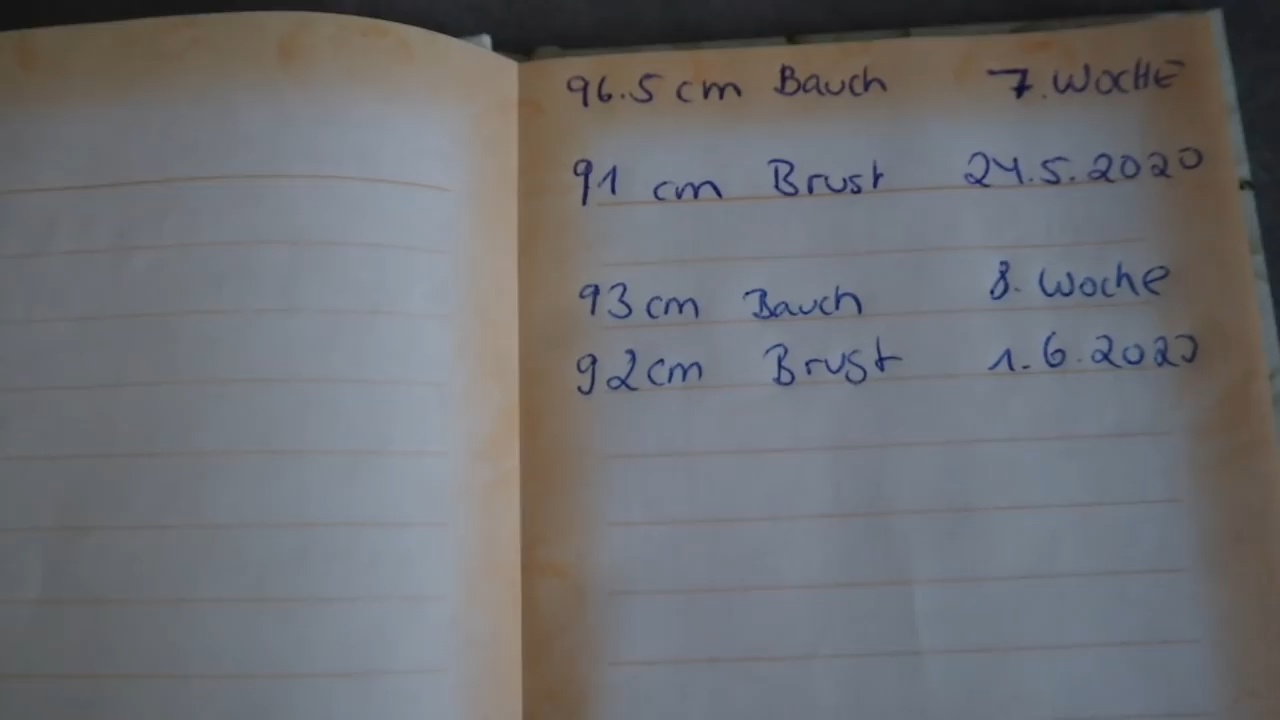 96.5 cm Bauch 7. Woche
91 cm Brust 24.5.2020
93 cm Bauch 8. Woche
92 cm Brust 1.6.2020